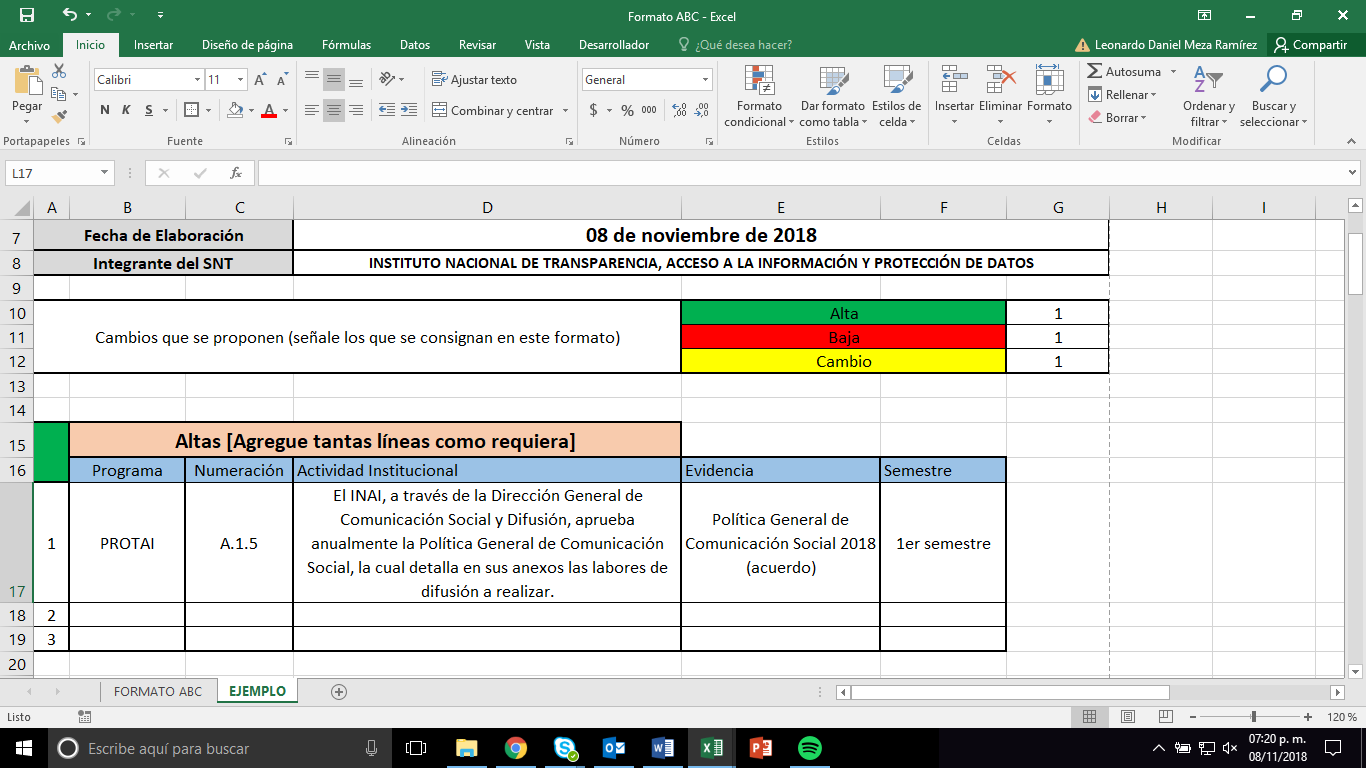 Formato ABC - Excel
Archivo Inicio Insertar Diseño de página Fórmulas Datos Revisar Vista Desarrollador ¿Qué desea hacer? Leonardo Daniel Meza Ramírez Compartir
Pegar
Calibri 11
N K S
Ajustar texto
Combinar y centrar
General
$ % 000
Formato condicional
Dar formato como tabla
Estilos de celda
Insertar Eliminar Formato
Autosuma
Rellenar
Borrar
Ordenar y filtrar
Buscar y seleccionar
Portapapeles Fuente Alineación Número Estilos Celdas Modificar
L17 fx
A B C D E F G H I
7 Fecha de Elaboración 08 de noviembre de 2018
8 Integrante del SNT INSTITUTO NACIONAL DE TRANSPARENCIA, ACCESO A LA INFORMACIÓN Y PROTECCIÓN DE DATOS
9
10 Alta 1
11 Cambios que se proponen (señale los que se consignan en este formato) Baja 1
12 Cambio 1
13
14
15 Altas [Agregue tantas líneas como requiera]
16 Programa Numeración Actividad Institucional Evidencia Semestre
El INAI, a través de la Dirección General de
Comunicación Social y Difusión, aprueba
anualmente la Política General de Comunicación
Social, la cual detalla en sus anexos las labores de
difusión a realizar.
1 PROTAI A.1.5
Política General de
Comunicación Social 2018
(acuerdo)
1er semestre
17
18 2
19 3
20
FORMATO ABC EJEMPLO
Listo 120 %
Escribe aquí para buscar
07:20 p. m.
08/11/2018